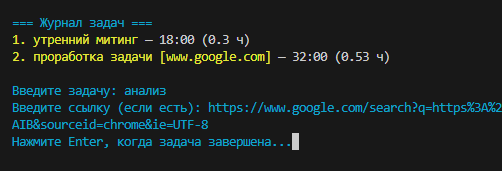 === Журнал задач ===
1. утренний митинг — 18:00 (0.3 ч)
2. проработка задачи [www.google.com] — 32:00 (0.53 ч)
Введите задачу: анализ
Введите ссылку (если есть): https://www.google.com/search?q=https%3A%2
AIB&sourceid=chrome&ie=UTF-8
Нажмите Enter, когда задача завершена...